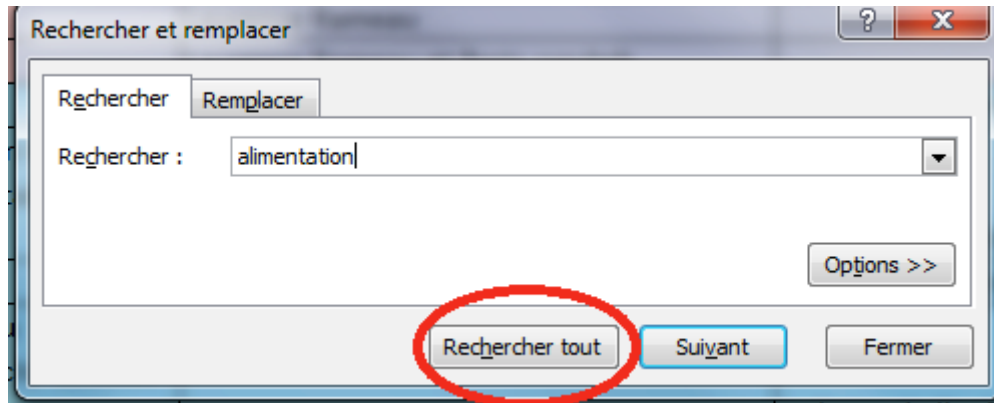 Rechercher et remplacer
Rechercher Remplacer
Rechercher : alimentation
Options >>
Rechercher tout Suivant Fermer